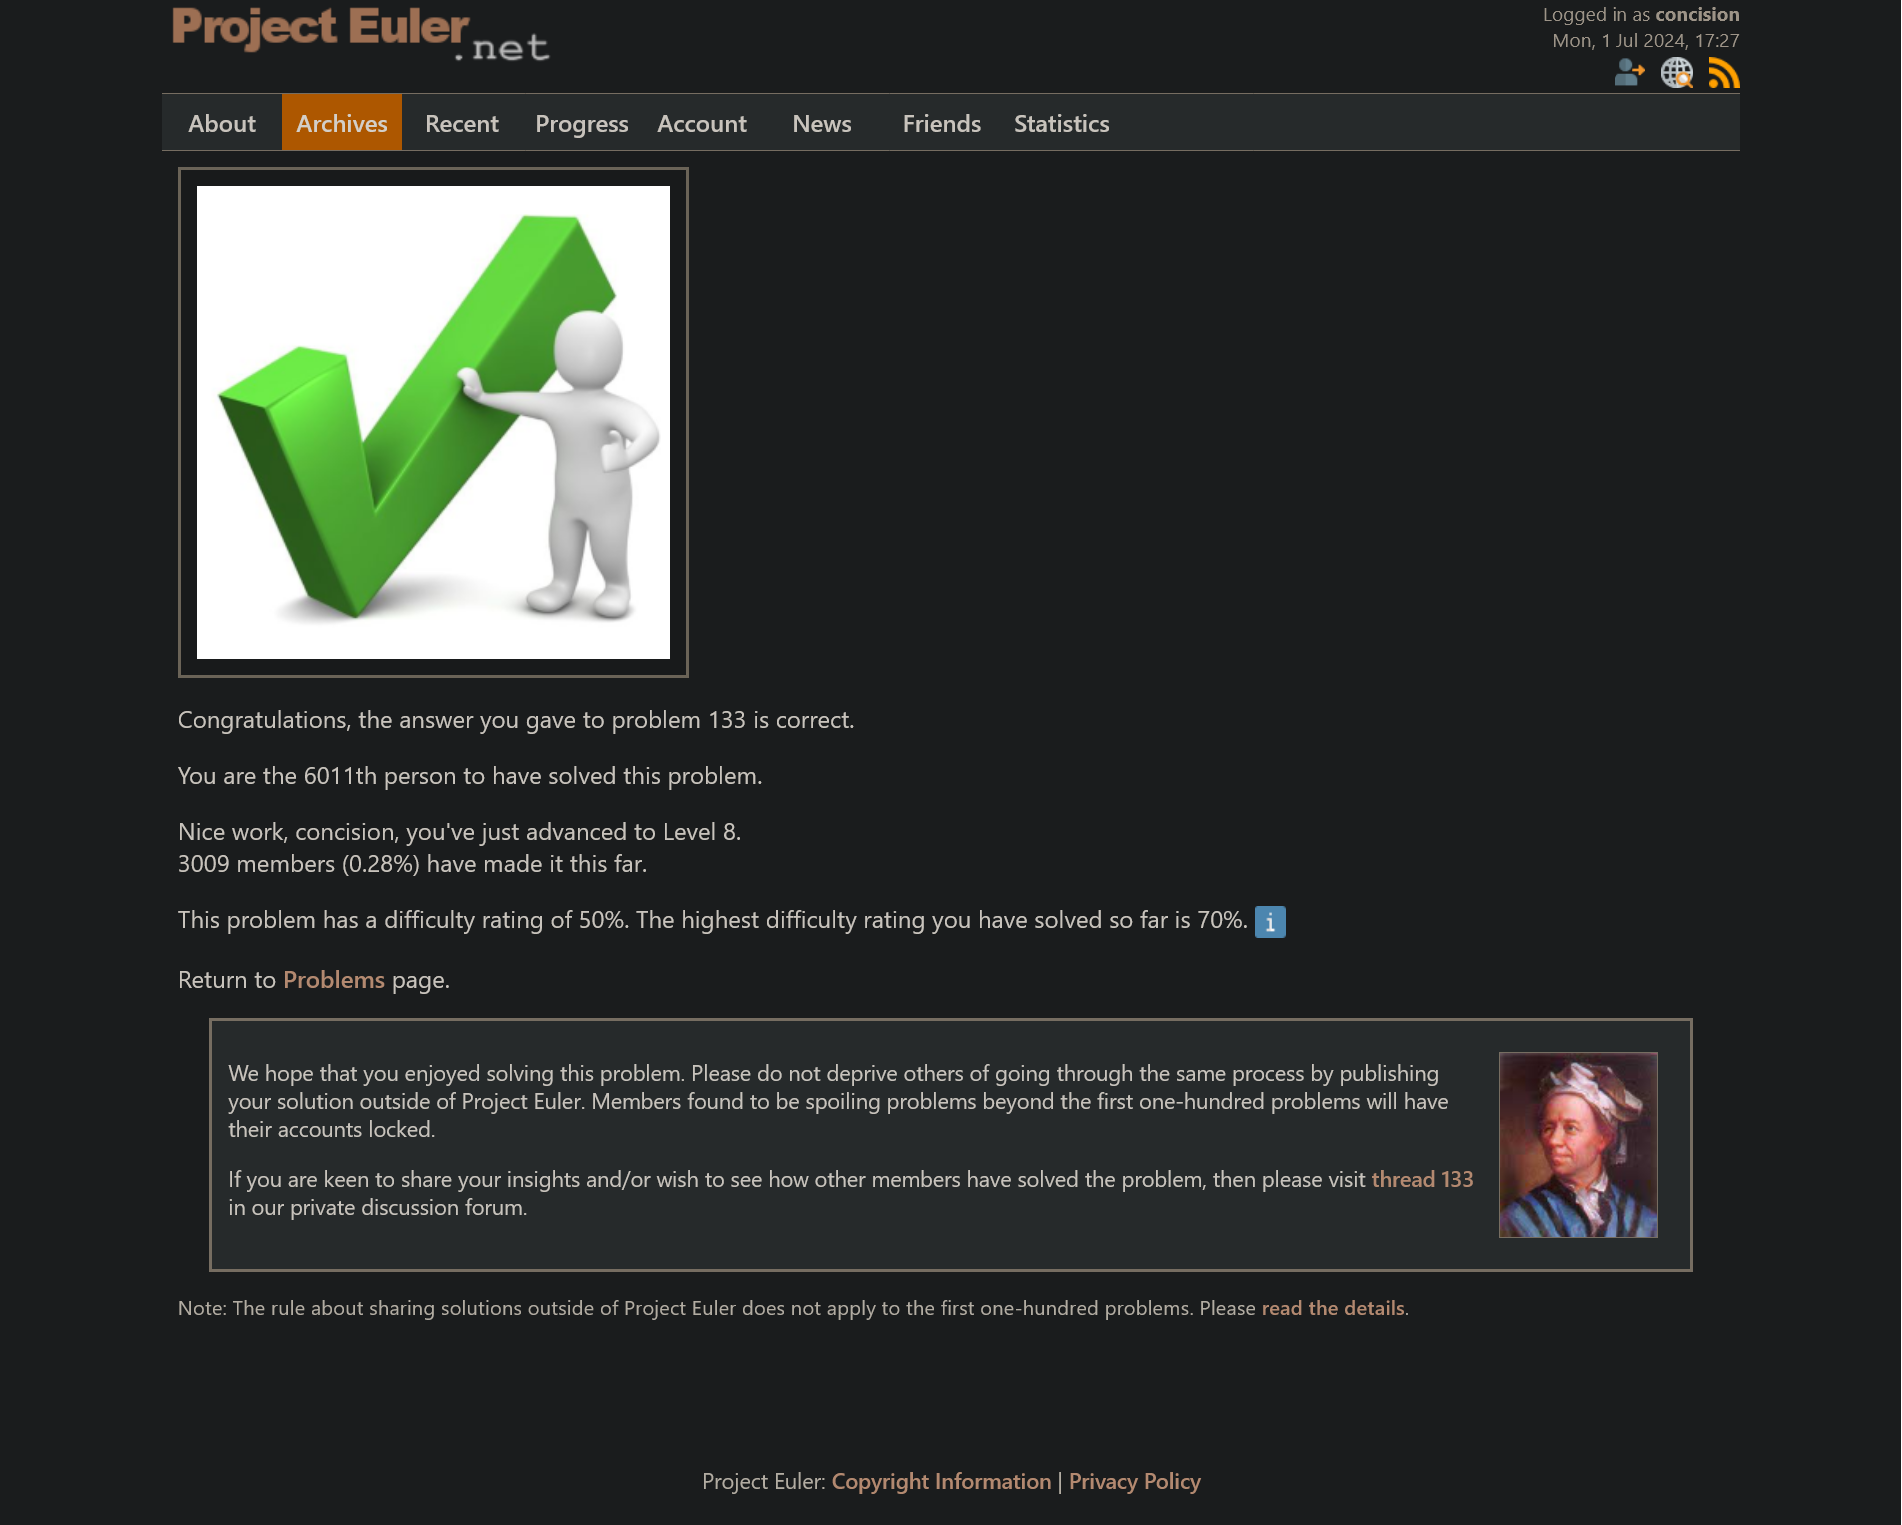 Project Euler
.net
Logged in as concision
Mon, 1 Jul 2024, 17:27
About Archives Recent Progress Account News Friends Statistics
Congratulations, the answer you gave to problem 133 is correct.
You are the 6011th person to have solved this problem.
Nice work, concision, you've just advanced to Level 8.
3009 members (0.28%) have made it this far.
This problem has a difficulty rating of 50%. The highest difficulty rating you have solved so far is 70%. i
Return to Problems page.
We hope that you enjoyed solving this problem. Please do not deprive others of going through the same process by publishing
your solution outside of Project Euler. Members found to be spoiling problems beyond the first one-hundred problems will have
their accounts locked.
If you are keen to share your insights and/or wish to see how other members have solved the problem, then please visit thread 133
in our private discussion forum.
Note: The rule about sharing solutions outside of Project Euler does not apply to the first one-hundred problems. Please read the details.
Project Euler: Copyright Information | Privacy Policy